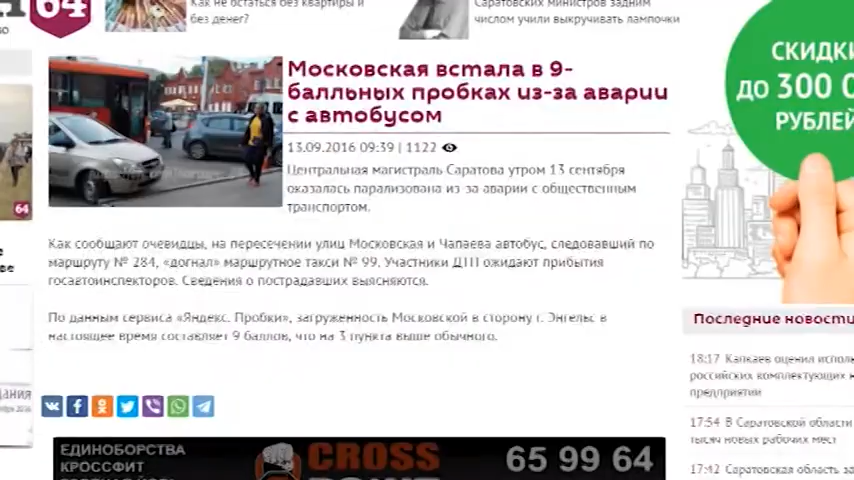 64
Как не остаться без квартиры и
без денег?
Саратовских министров задним
числом учили выкручивать лампочки
Московская встала в 9-
балльных пробках из-за аварии
с автобусом
13.09.2016 09:39 | 1122
Центральная магистраль Саратова утром 13 сентября
оказалась парализована из-за аварии с общественным
транспортом.
Как сообщают очевидцы, на пересечении улиц Московская и Чапаева автобус, следовавший по
маршруту № 284, «догнал» маршрутное такси № 99. Участники ДТП ожидают прибытия
госавтоинспекторов. Сведения о пострадавших выясняются.
По данным сервиса «Яндекс. Пробки», загруженность Московской в сторону г. Энгельс в
настоящее время составляет 9 баллов, что на 3 пункта выше обычного.
64
СКИДКИ
ДО 300 0
РУБЛЕЙ
Последние новости
18:17 Капкаев оценил исполь
российских комплектующих н
предприятии
17:54 В Саратовской области
тысяч новых рабочих мест
17:42 Саратовская область за
ЕДИНОБОРСТВА
КРОССФИТ
CROSS
65 99 64